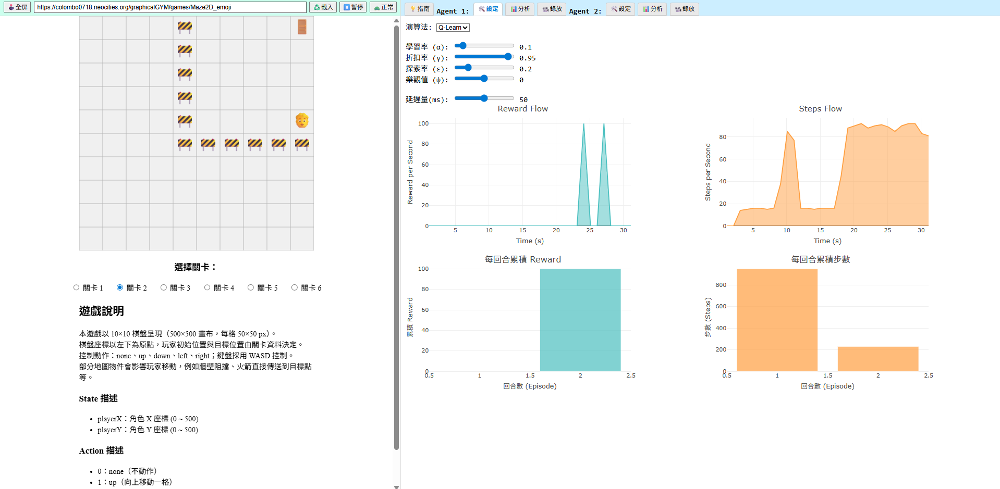 全屏 https://colombo0718.neocities.org/graphicalGYM/games/Maze2D_emoji 載入 暫停 正常
指南 Agent 1: 設定 分析 錄放 Agent 2: 設定 分析 錄放
選擇關卡：
關卡 1 關卡 2 關卡 3 關卡 4 關卡 5 關卡 6
遊戲說明
本遊戲以 10×10 棋盤呈現（500×500 畫布，每格 50×50 px）。
棋盤座標以左下為原點，玩家初始位置與目標位置由關卡資料決定。
控制動作：none、up、down、left、right；鍵盤採用 WASD 控制。
部分地圖物件會影響玩家移動，例如牆壁阻擋、火箭直接傳送到目標點
等。
State 描述
• playerX：角色 X 座標 (0 ~ 500)
• playerY：角色 Y 座標 (0 ~ 500)
Action 描述
• 0：none（不動作）
• 1：up（向上移動一格）
演算法: Q-Learn
學習率 (α): 0.1
折扣率 (γ): 0.95
探索率 (ε): 0.2
樂觀值 (ψ): 0
延遲量(ms): 50
Reward Flow
Reward per Second
100
80
60
40
20
0
5 10 15 20 25 30
Time (s)
Steps Flow
Steps per Second
80
60
40
20
0
5 10 15 20 25 30
Time (s)
每回合累積 Reward
累積 Reward
100
80
60
40
20
0
0.5 1 1.5 2 2.5
回合數 (Episode)
每回合累積步數
步數 (Steps)
800
600
400
200
0
0.5 1 1.5 2 2.5
回合數 (Episode)